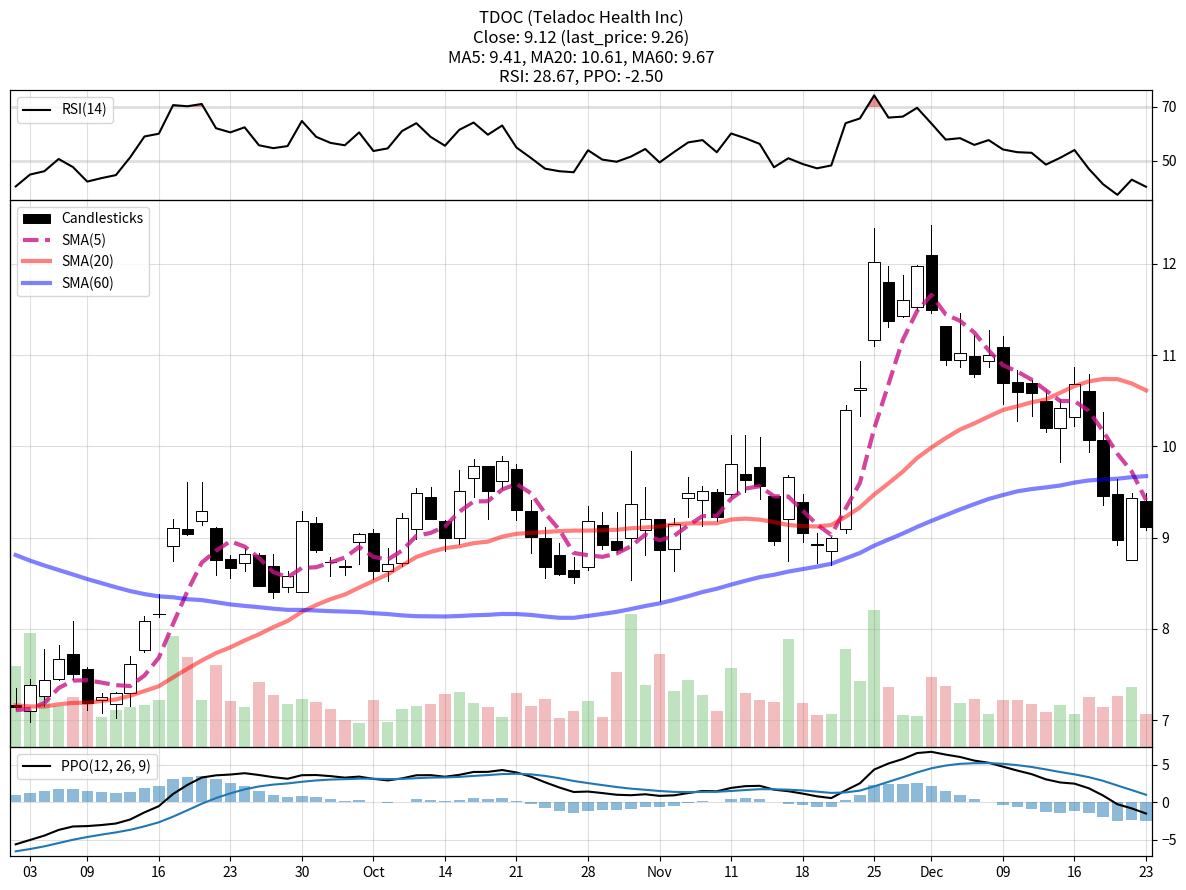 TDOC (Teladoc Health Inc)
Close: 9.12 (last_price: 9.26)
MA5: 9.41, MA20: 10.61, MA60: 9.67
RSI: 28.67, PPO: -2.50
RSI(14)
70
50
Candlesticks
SMA(5)
SMA(20)
SMA(60)
12
11
10
9
8
7
PPO(12, 26, 9)
5
0
−5
03 09 16 23 30 Oct 14 21 28 Nov 11 18 25 Dec 09 16 23